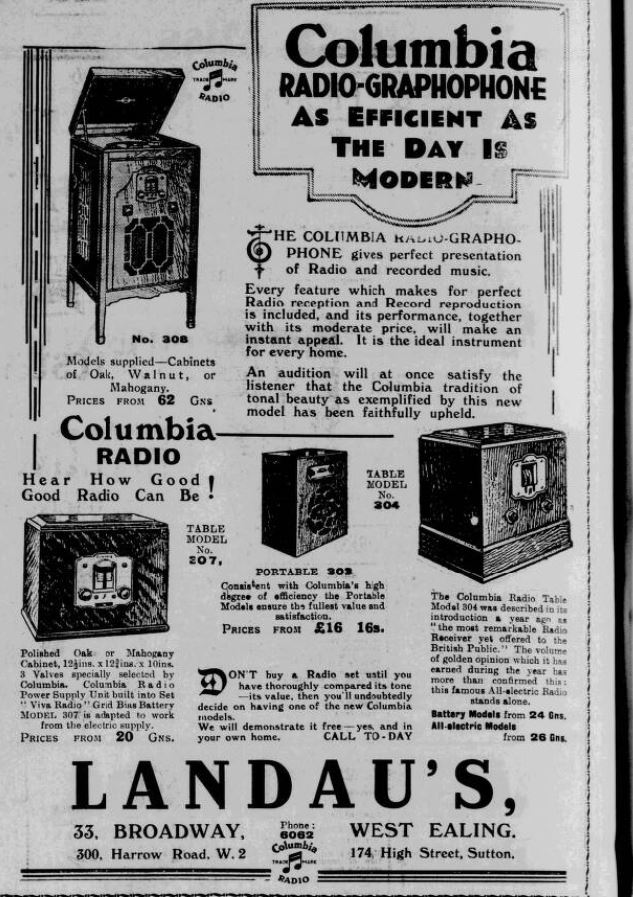 Columbia
TRADE MARK
RADIO
Columbia
RADIO-GRAPHOPHONE
AS EFFICIENT AS
THE DAY IS
MODERN
THE COLUMBIA RADIO-GRAPHO-
PHONE gives perfect presentation
of Radio and recorded music.
Every feature which makes for perfect
Radio reception and Record reproduction
is included, and its performance, together
with its moderate price, will make an
instant appeal. It is the ideal instrument
for every home.
An audition will at once satisfy the
listener that the Columbia tradition of
tonal beauty as exemplified by this new
model has been faithfully upheld.
No. 308
Models supplied—Cabinets
of Oak, Walnut, or
Mahogany.
PRICES FROM 62 GNS
Columbia
RADIO
Hear How Good
Good Radio Can Be !
TABLE
MODEL
No.
307,
Polished Oak or Mahogany
Cabinet, 12½ins. x 12½ins. x 10ins.
3 Valves specially selected by
Columbia. Columbia Radio
Power Supply Unit built into Set
"Viva Radio" Grid Bias Battery
MODEL 307 is adapted to work
from the electric supply.
PRICES FROM 20 GNS.
PORTABLE 303
Consistent with Columbia's high
degree of efficiency the Portable
Models ensure the fullest value and
satisfaction.
PRICES FROM £16 16s.
DON'T buy a Radio set until you
have thoroughly compared its tone
—its value, then you'll undoubtedly
decide on having one of the new Columbia
models.
We will demonstrate it free—yes, and in
your own home. CALL TO-DAY
TABLE
MODEL
No.
304
The Columbia Radio Table
Model 304 was described in its
introduction a year ago as
"the most remarkable Radio
Receiver yet offered to the
British Public." The volume
of golden opinion which it has
earned during the year has
more than confirmed this:
this famous All-electric Radio
stands alone.
Battery Models from 24 Gns.
All-electric Models
from 26 Gns.
LANDAU'S,
33, BROADWAY, Phone: 6062 WEST EALING.
300, Harrow Road, W.2 174, High Street, Sutton.
Columbia
TRADE MARK
RADIO